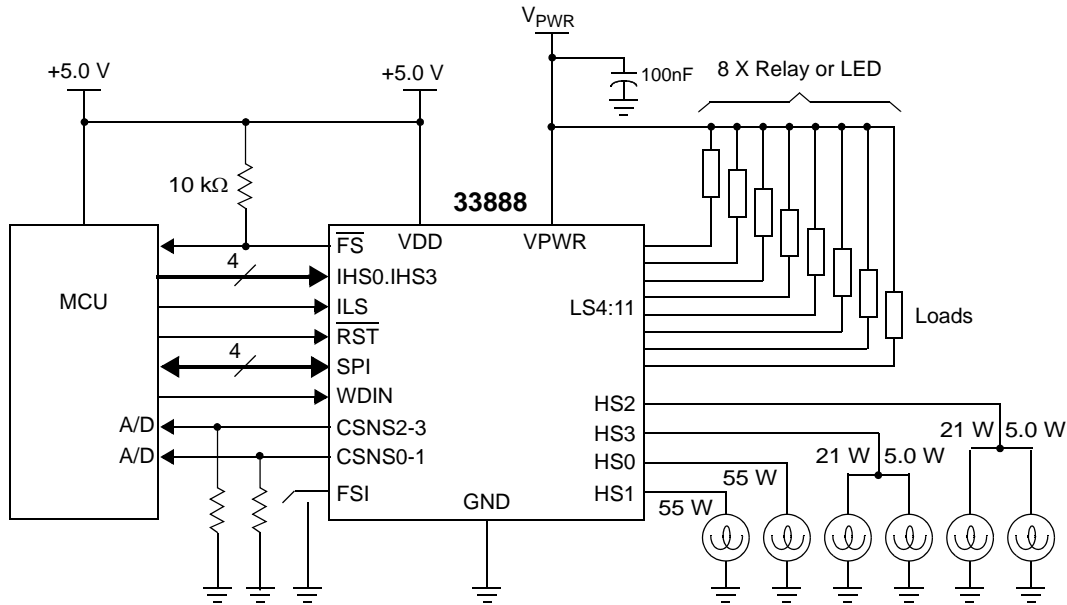 VPWR
+5.0 V
+5.0 V
100nF
8 X Relay or LED
10 kΩ
33888
FS
VDD
VPWR
4
IHS0.IHS3
MCU
ILS
LS4:11
Loads
RST
4
SPI
WDIN
HS2
A/D
CSNS2-3
HS3
21 W
5.0 W
A/D
CSNS0-1
HS0
21 W
5.0 W
FSI
GND
HS1
55 W
55 W